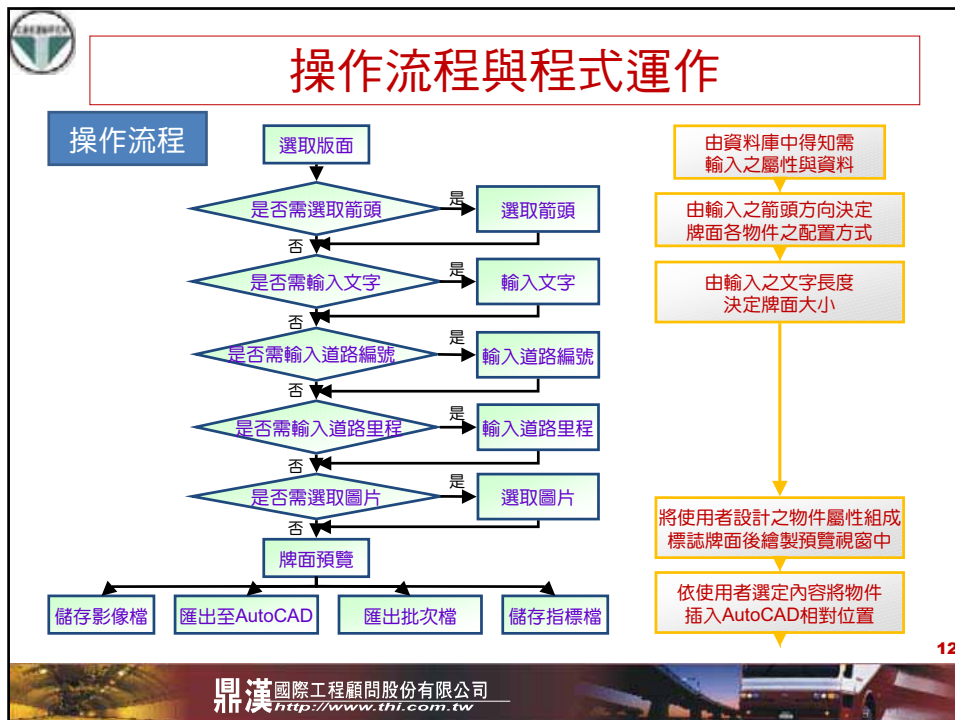 操作流程與程式運作
操作流程
選取版面
是否需選取箭頭
是
選取箭頭
否
是否需輸入文字
是
輸入文字
否
是否需輸入道路編號
是
輸入道路編號
否
是否需輸入道路里程
是
輸入道路里程
否
是否需選取圖片
是
選取圖片
否
牌面預覽
儲存影像檔
匯出至AutoCAD
匯出批次檔
儲存指標檔
由資料庫中得知需
輸入之屬性與資料
由輸入之箭頭方向決定
牌面各物件之配置方式
由輸入之文字長度
決定牌面大小
將使用者設計之物件屬性組成
標誌牌面後繪製預覽視窗中
依使用者選定內容將物件
插入AutoCAD相對位置
12
鼎漢國際工程顧問股份有限公司
http://www.thi.com.tw